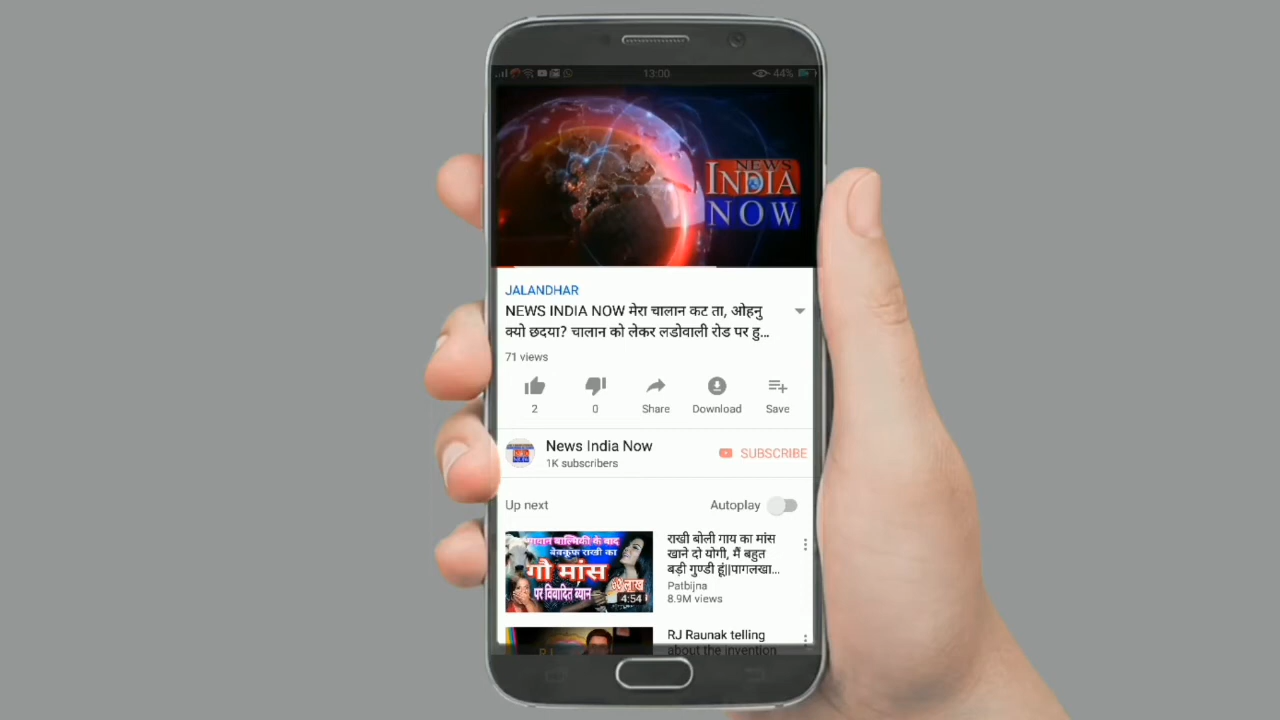 13:00
44%
NEWS
INDIA
NOW
JALANDHAR
NEWS INDIA NOW मेरा चालान कट ता, ओहनु
क्यो छदया? चालान को लेकर लडोवाली रोड पर हु...
71 views
2
0
Share
Download
Save
News India Now
1K subscribers
SUBSCRIBE
Up next
Autoplay
बाल्मिकी के बाद
बेवकूफ राखी का
गौ मांस
पर विवादित ब्यान
4:54
राखी बोली गाय का मांस
खाने दो योगी, मैं बहुत
बड़ी गुण्डी हूं||पागलखा...
Patbijna
8.9M views
RJ
RJ Raunak telling
about the invention